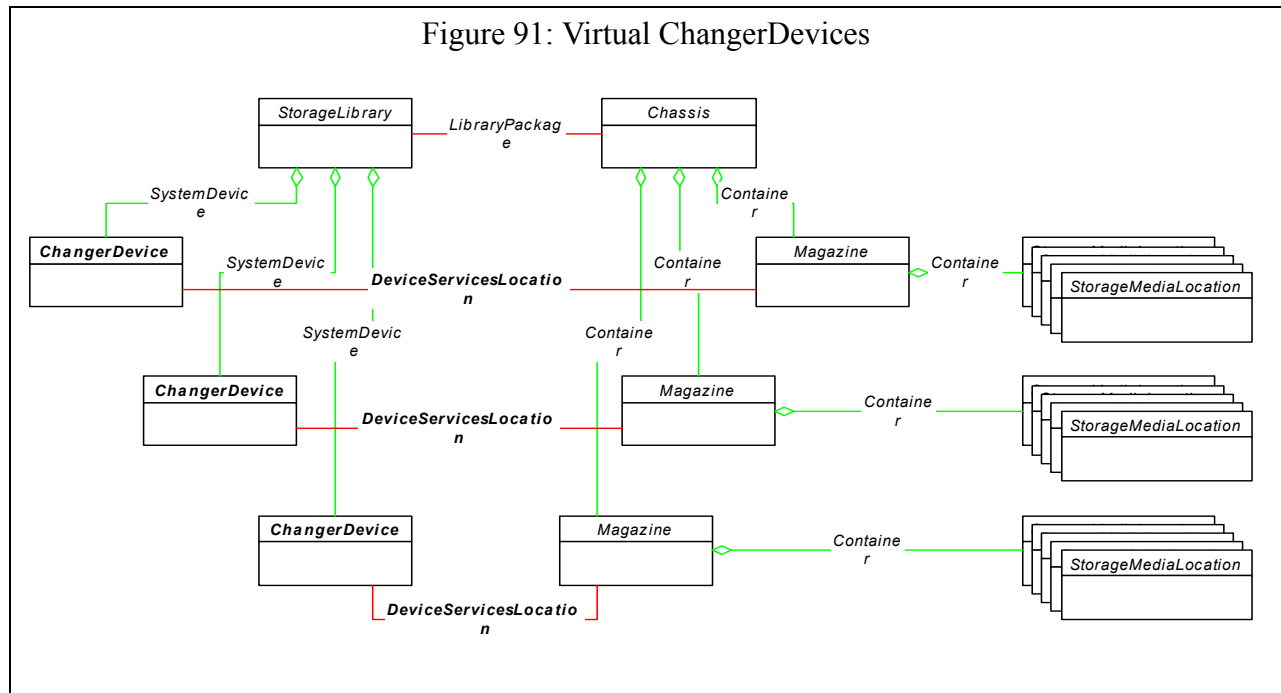 Figure 91: Virtual ChangerDevices
StorageLibrary
LibraryPackag
e
Chassis
SystemDevic
e
Containe
r
ChangerDevice
SystemDevic
e
DeviceServicesLocatio
n
Containe
r
Magazine
Containe
r
StorageMediaLocation
SystemDevic
e
Containe
r
ChangerDevice
DeviceServicesLocatio
n
Magazine
Containe
r
StorageMediaLocation
ChangerDevice
Magazine
Containe
r
StorageMediaLocation
DeviceServicesLocatio
n